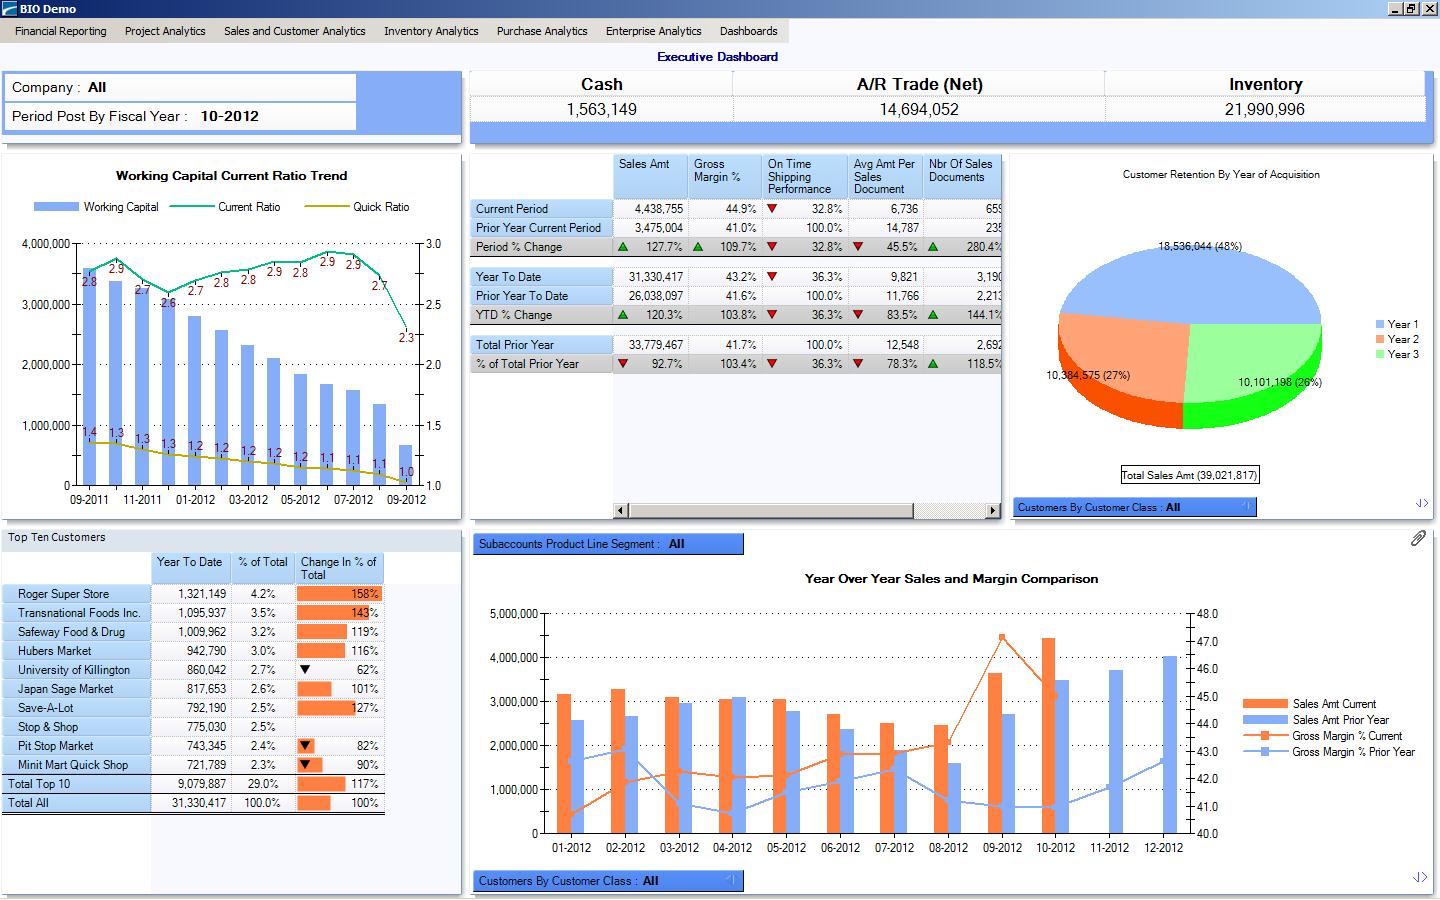 BIO Demo
Financial Reporting Project Analytics Sales and Customer Analytics Inventory Analytics Purchase Analytics Enterprise Analytics Dashboards
Executive Dashboard
Company : All
Period Post By Fiscal Year : 10-2012
Cash A/R Trade (Net) Inventory
1,563,149 14,694,052 21,990,996
Working Capital Current Ratio Trend
Working Capital Current Ratio Quick Ratio
4,000,000 3.0
3,000,000 2.5
2,000,000 2.0
1,000,000 1.5
0 1.0
2.8 2.9 2.7 2.6 2.7 2.8 2.8 2.9 2.8 2.9 2.9 2.7 2.3
1.4 1.3 1.3 1.3 1.2 1.2 1.2 1.2 1.2 1.1 1.1 1.1 1.0
09-2011 11-2011 01-2012 03-2012 05-2012 07-2012 09-2012
Sales Amt Gross Margin % On Time Shipping Performance Avg Amt Per Sales Document Nbr Of Sales Documents
Current Period 4,438,755 44.9% 32.8% 6,736 659
Prior Year Current Period 3,475,004 41.0% 100.0% 14,787 235
Period % Change 127.7% 109.7% 32.8% 45.5% 280.4%
Year To Date 31,330,417 43.2% 36.3% 9,821 3,190
Prior Year To Date 26,038,097 41.6% 100.0% 11,766 2,213
YTD % Change 120.3% 103.8% 36.3% 83.5% 144.1%
Total Prior Year 33,779,467 41.7% 100.0% 12,548 2,692
% of Total Prior Year 92.7% 103.4% 36.3% 78.3% 118.5%
Customer Retention By Year of Acquisition
18,536,044 (48%)
10,384,575 (27%)
10,101,198 (26%)
Year 1
Year 2
Year 3
Total Sales Amt (39,021,817)
Customers By Customer Class : All
Top Ten Customers
Year To Date % of Total Change In % of Total
Roger Super Store 1,321,149 4.2% 158%
Transnational Foods Inc. 1,095,937 3.5% 143%
Safeway Food & Drug 1,009,962 3.2% 119%
Hubers Market 942,790 3.0% 116%
University of Killington 860,042 2.7% 62%
Japan Sage Market 817,653 2.6% 101%
Save-A-Lot 792,190 2.5% 127%
Stop & Shop 775,030 2.5%
Pit Stop Market 743,345 2.4% 82%
Minit Mart Quick Shop 721,789 2.3% 90%
Total Top 10 9,079,887 29.0% 117%
Total All 31,330,417 100.0% 100%
Subaccounts Product Line Segment : All
Year Over Year Sales and Margin Comparison
5,000,000
4,000,000
3,000,000
2,000,000
1,000,000
0
48.0
47.0
46.0
45.0
44.0
43.0
42.0
41.0
40.0
01-2012 02-2012 03-2012 04-2012 05-2012 06-2012 07-2012 08-2012 09-2012 10-2012 11-2012 12-2012
Sales Amt Current
Sales Amt Prior Year
Gross Margin % Current
Gross Margin % Prior Year
Customers By Customer Class : All